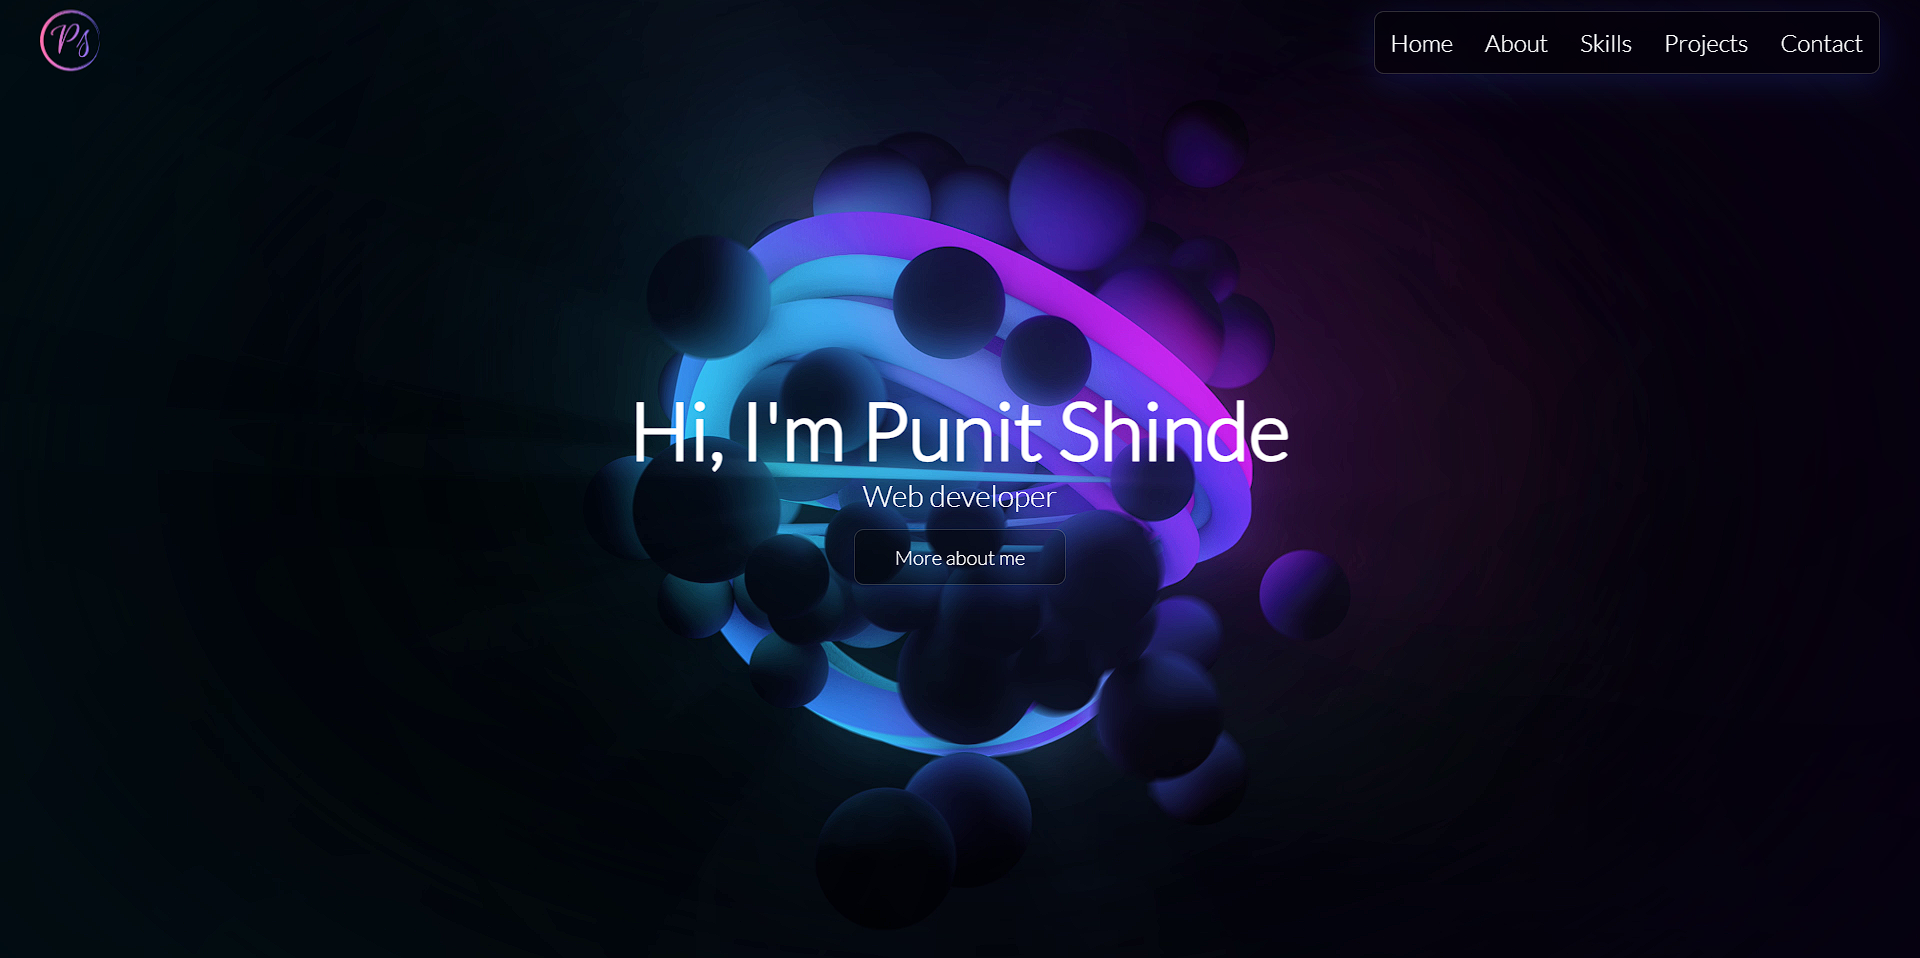 Ps
Home About Skills Projects Contact
Hi, I'm Punit Shinde
Web developer
More about me